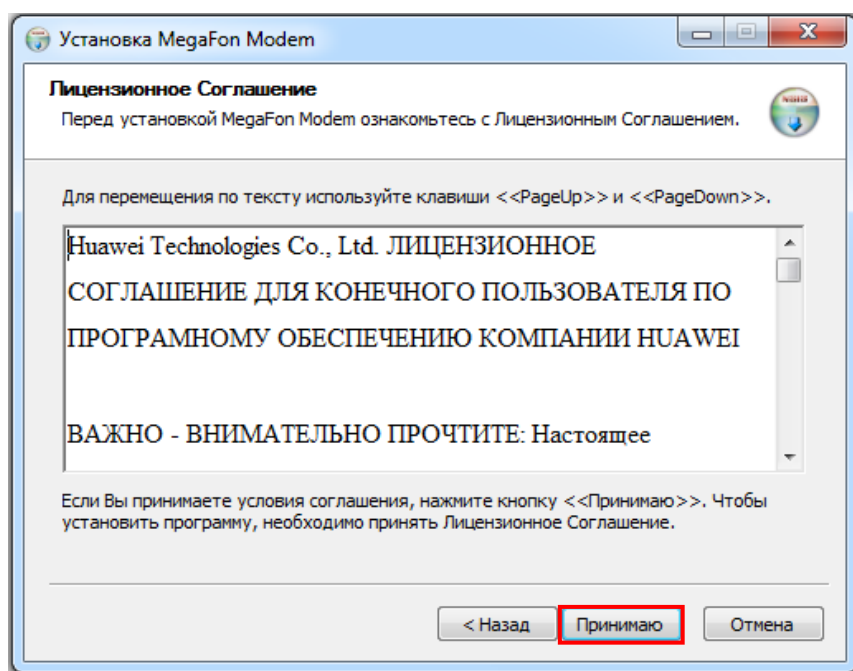 Установка MegaFon Modem
Лицензионное Соглашение
Перед установкой MegaFon Modem ознакомьтесь с Лицензионным Соглашением.
Для перемещения по тексту используйте клавиши <<PageUp>> и <<PageDown>>.
Huawei Technologies Co., Ltd. ЛИЦЕНЗИОННОЕ
СОГЛАШЕНИЕ ДЛЯ КОНЕЧНОГО ПОЛЬЗОВАТЕЛЯ ПО
ПРОГРАМНОМУ ОБЕСПЕЧЕНИЮ КОМПАНИИ HUAWEI
ВАЖНО - ВНИМАТЕЛЬНО ПРОЧТИТЕ: Настоящее
Если Вы принимаете условия соглашения, нажмите кнопку <<Принимаю>>. Чтобы
установить программу, необходимо принять Лицензионное Соглашение.
< Назад Принимаю Отмена